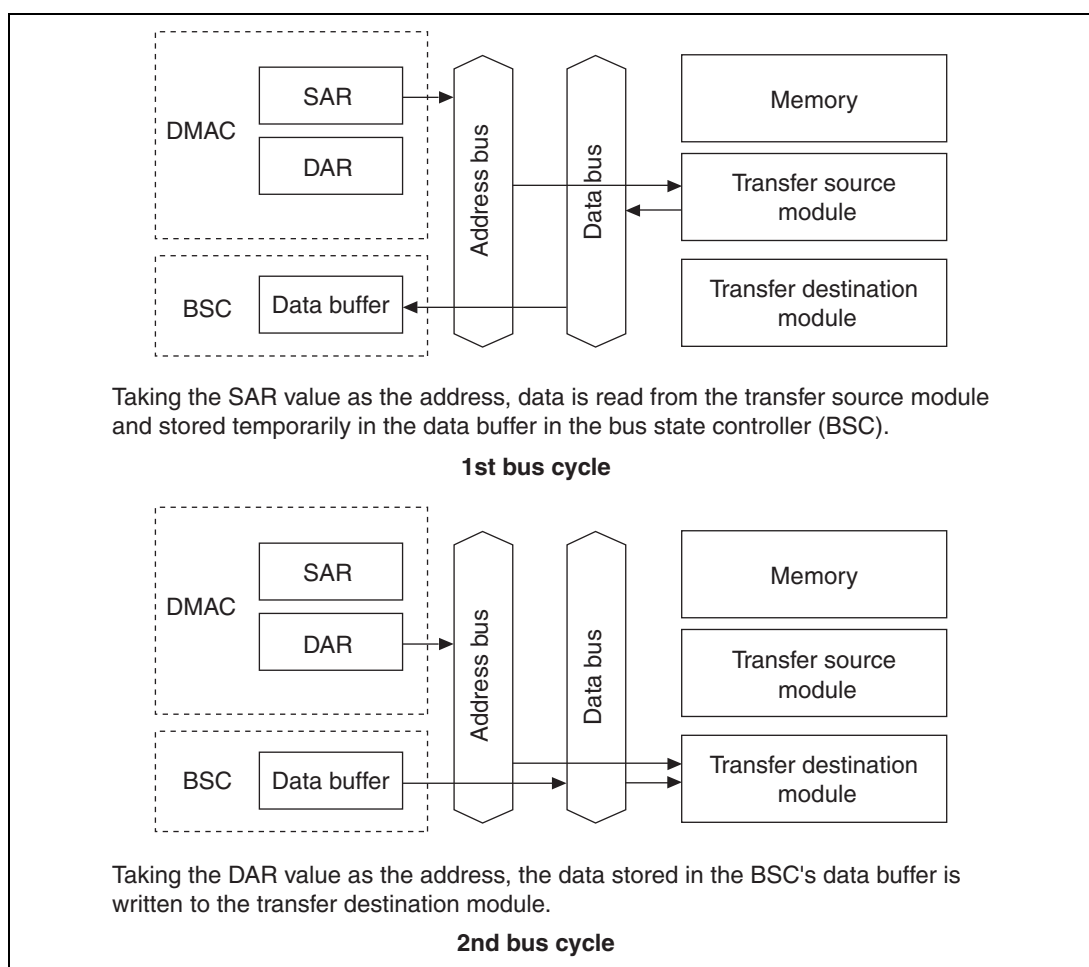 DMAC
SAR
DAR
BSC
Data buffer
Address bus
Data bus
Memory
Transfer source
module
Transfer destination
module
Taking the SAR value as the address, data is read from the transfer source module
and stored temporarily in the data buffer in the bus state controller (BSC).
1st bus cycle
DMAC
SAR
DAR
BSC
Data buffer
Address bus
Data bus
Memory
Transfer source
module
Transfer destination
module
Taking the DAR value as the address, the data stored in the BSC's data buffer is
written to the transfer destination module.
2nd bus cycle